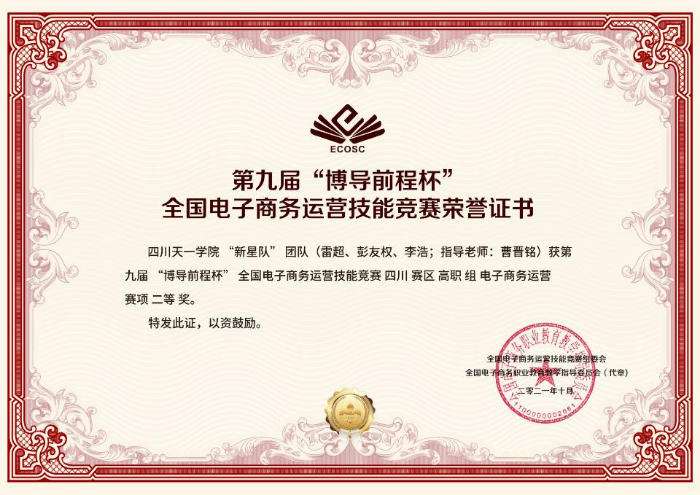 ECOSC
第九届“博导前程杯”
全国电子商务运营技能竞赛荣誉证书
四川天一学院 “新星队” 团队（雷超、彭友权、李浩；指导老师：曹晋铭）获第
九届 “博导前程杯” 全国电子商务运营技能竞赛 四川 赛区 高职 组 电子商务运营
赛项 二等 奖。
特发此证，以资鼓励。
全国电子商务运营技能竞赛组委会
全国电子商务职业教育教学指导委员会（代章）
二零二一年十月
1100000002661